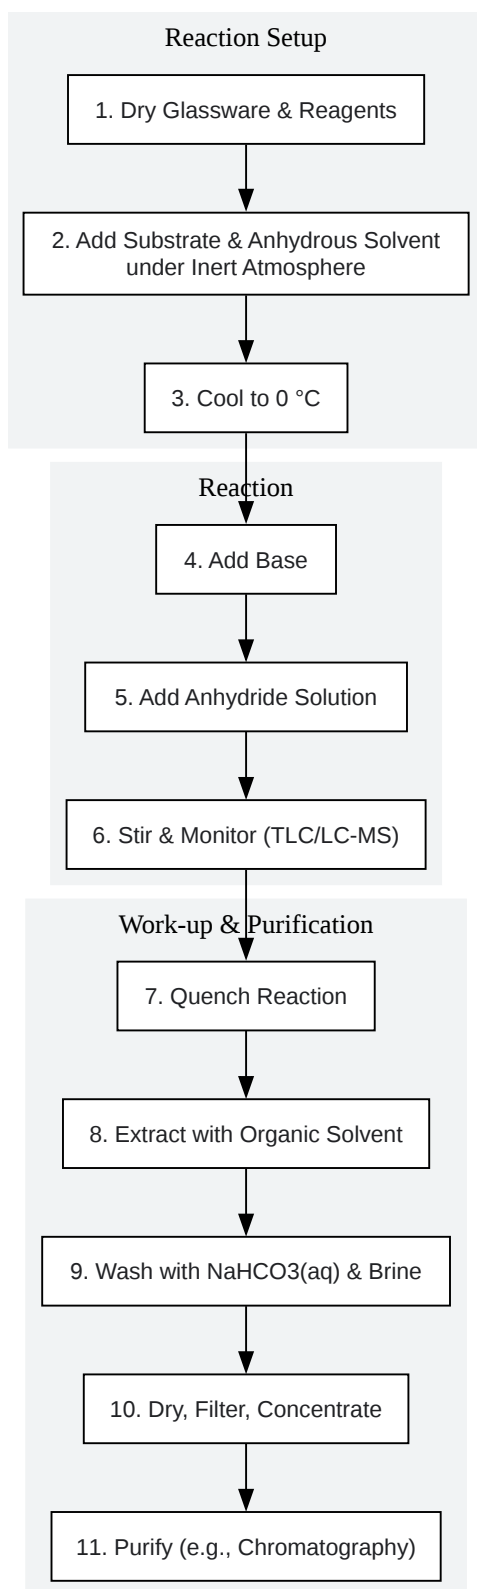 Reaction Setup
1. Dry Glassware & Reagents
2. Add Substrate & Anhydrous Solvent
under Inert Atmosphere
3. Cool to 0 °C
Reaction
4. Add Base
5. Add Anhydride Solution
6. Stir & Monitor (TLC/LC-MS)
Work-up & Purification
7. Quench Reaction
8. Extract with Organic Solvent
9. Wash with NaHCO3(aq) & Brine
10. Dry, Filter, Concentrate
11. Purify (e.g., Chromatography)